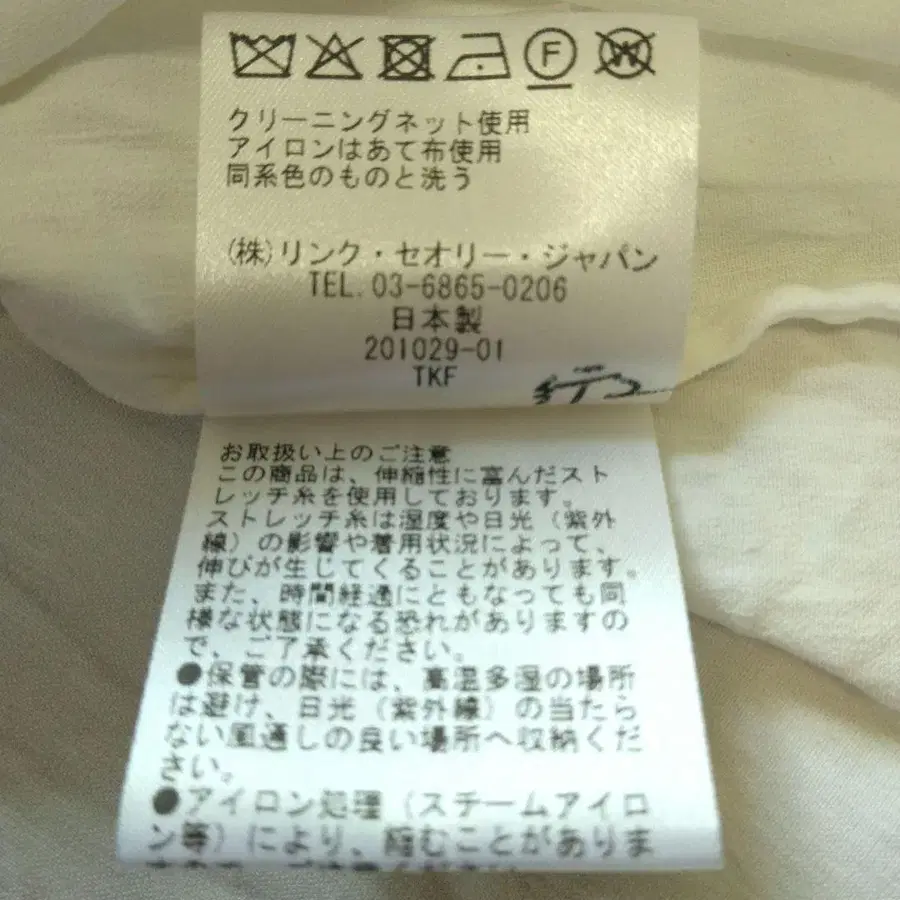 F
W
クリーニングネット使用
アイロンはあて布使用
同系色のものと洗う
(株)リンク・セオリー・ジャパン
TEL.03-6865-0206
日本製
201029-01
TKF
お取扱い上のご注意
この商品は、伸縮性に富んだスト
レッチ糸を使用しております。
ストレッチ糸は湿度や日光(紫外
線)の影響や着用状況によって、
伸びが生じてくることがあります。
また、時間経過にともなっても同
様な状態になる恐れがありますの
で、ご了承ください。
●保管の際には、高温多湿の場所
は避け、日光(紫外線)の当たら
ない風通しの良い場所へ収納くだ
さい。
●アイロン処理(スチームアイロ
ン等)により、縮むことがありま